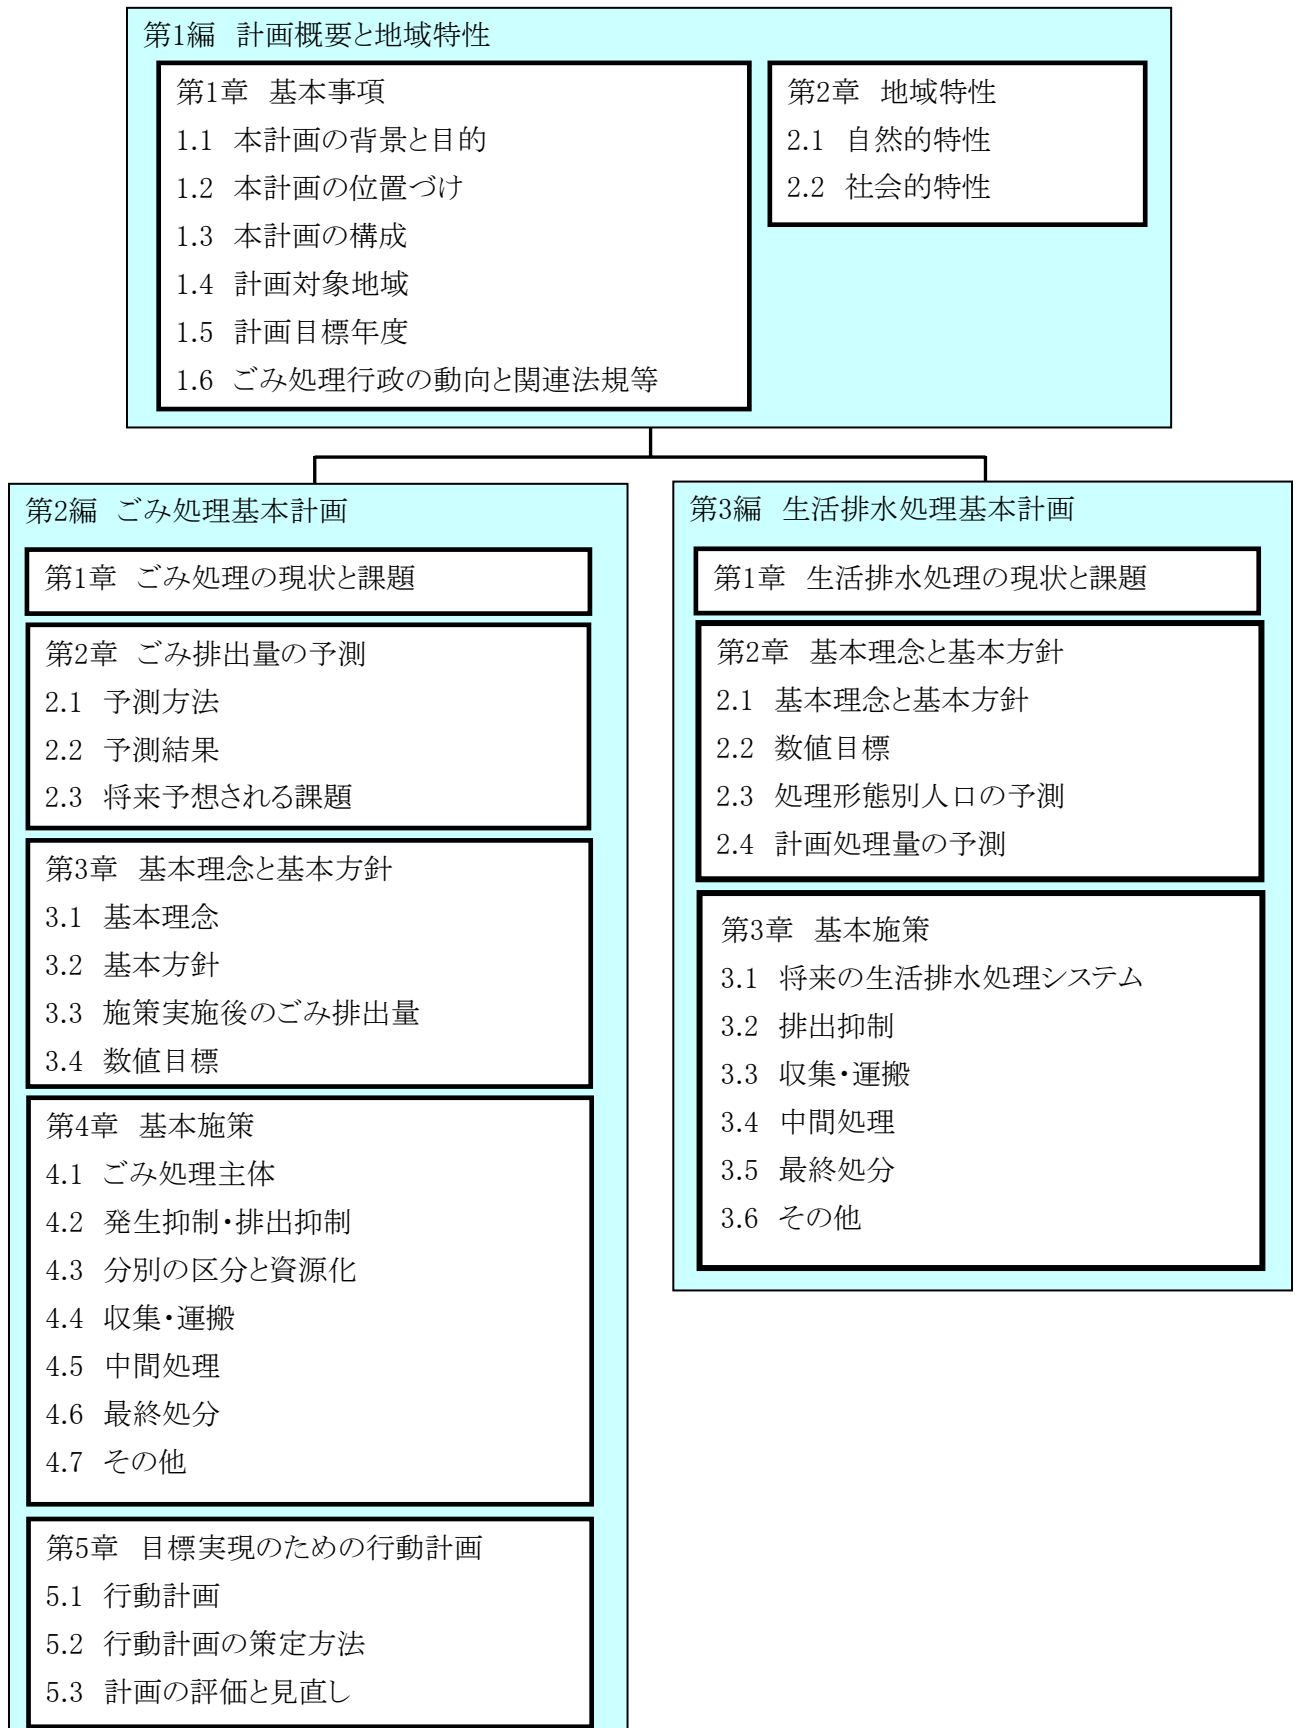 第1編 計画概要と地域特性
第1章 基本事項
1.1 本計画の背景と目的
1.2 本計画の位置づけ
1.3 本計画の構成
1.4 計画対象地域
1.5 計画目標年度
1.6 ごみ処理行政の動向と関連法規等
第2章 地域特性
2.1 自然的特性
2.2 社会的特性
第2編 ごみ処理基本計画
第1章 ごみ処理の現状と課題
第2章 ごみ排出量の予測
2.1 予測方法
2.2 予測結果
2.3 将来予想される課題
第3章 基本理念と基本方針
3.1 基本理念
3.2 基本方針
3.3 施策実施後のごみ排出量
3.4 数値目標
第4章 基本施策
4.1 ごみ処理主体
4.2 発生抑制・排出抑制
4.3 分別の区分と資源化
4.4 収集・運搬
4.5 中間処理
4.6 最終処分
4.7 その他
第5章 目標実現のための行動計画
5.1 行動計画
5.2 行動計画の策定方法
5.3 計画の評価と見直し
第3編 生活排水処理基本計画
第1章 生活排水処理の現状と課題
第2章 基本理念と基本方針
2.1 基本理念と基本方針
2.2 数値目標
2.3 処理形態別人口の予測
2.4 計画処理量の予測
第3章 基本施策
3.1 将来の生活排水処理システム
3.2 排出抑制
3.3 収集・運搬
3.4 中間処理
3.5 最終処分
3.6 その他